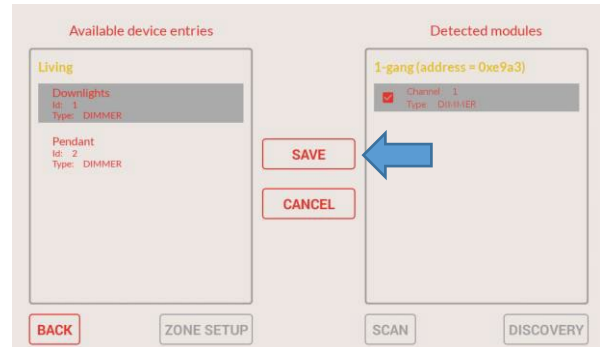 Available device entries
Living
Downlights
Id: 1
Type: DIMMER
Pendant
Id: 2
Type: DIMMER
SAVE
CANCEL
Detected modules
1-gang (address = 0xe9a3)
Channel 1
Type DIMMER
BACK
ZONE SETUP
SCAN
DISCOVERY